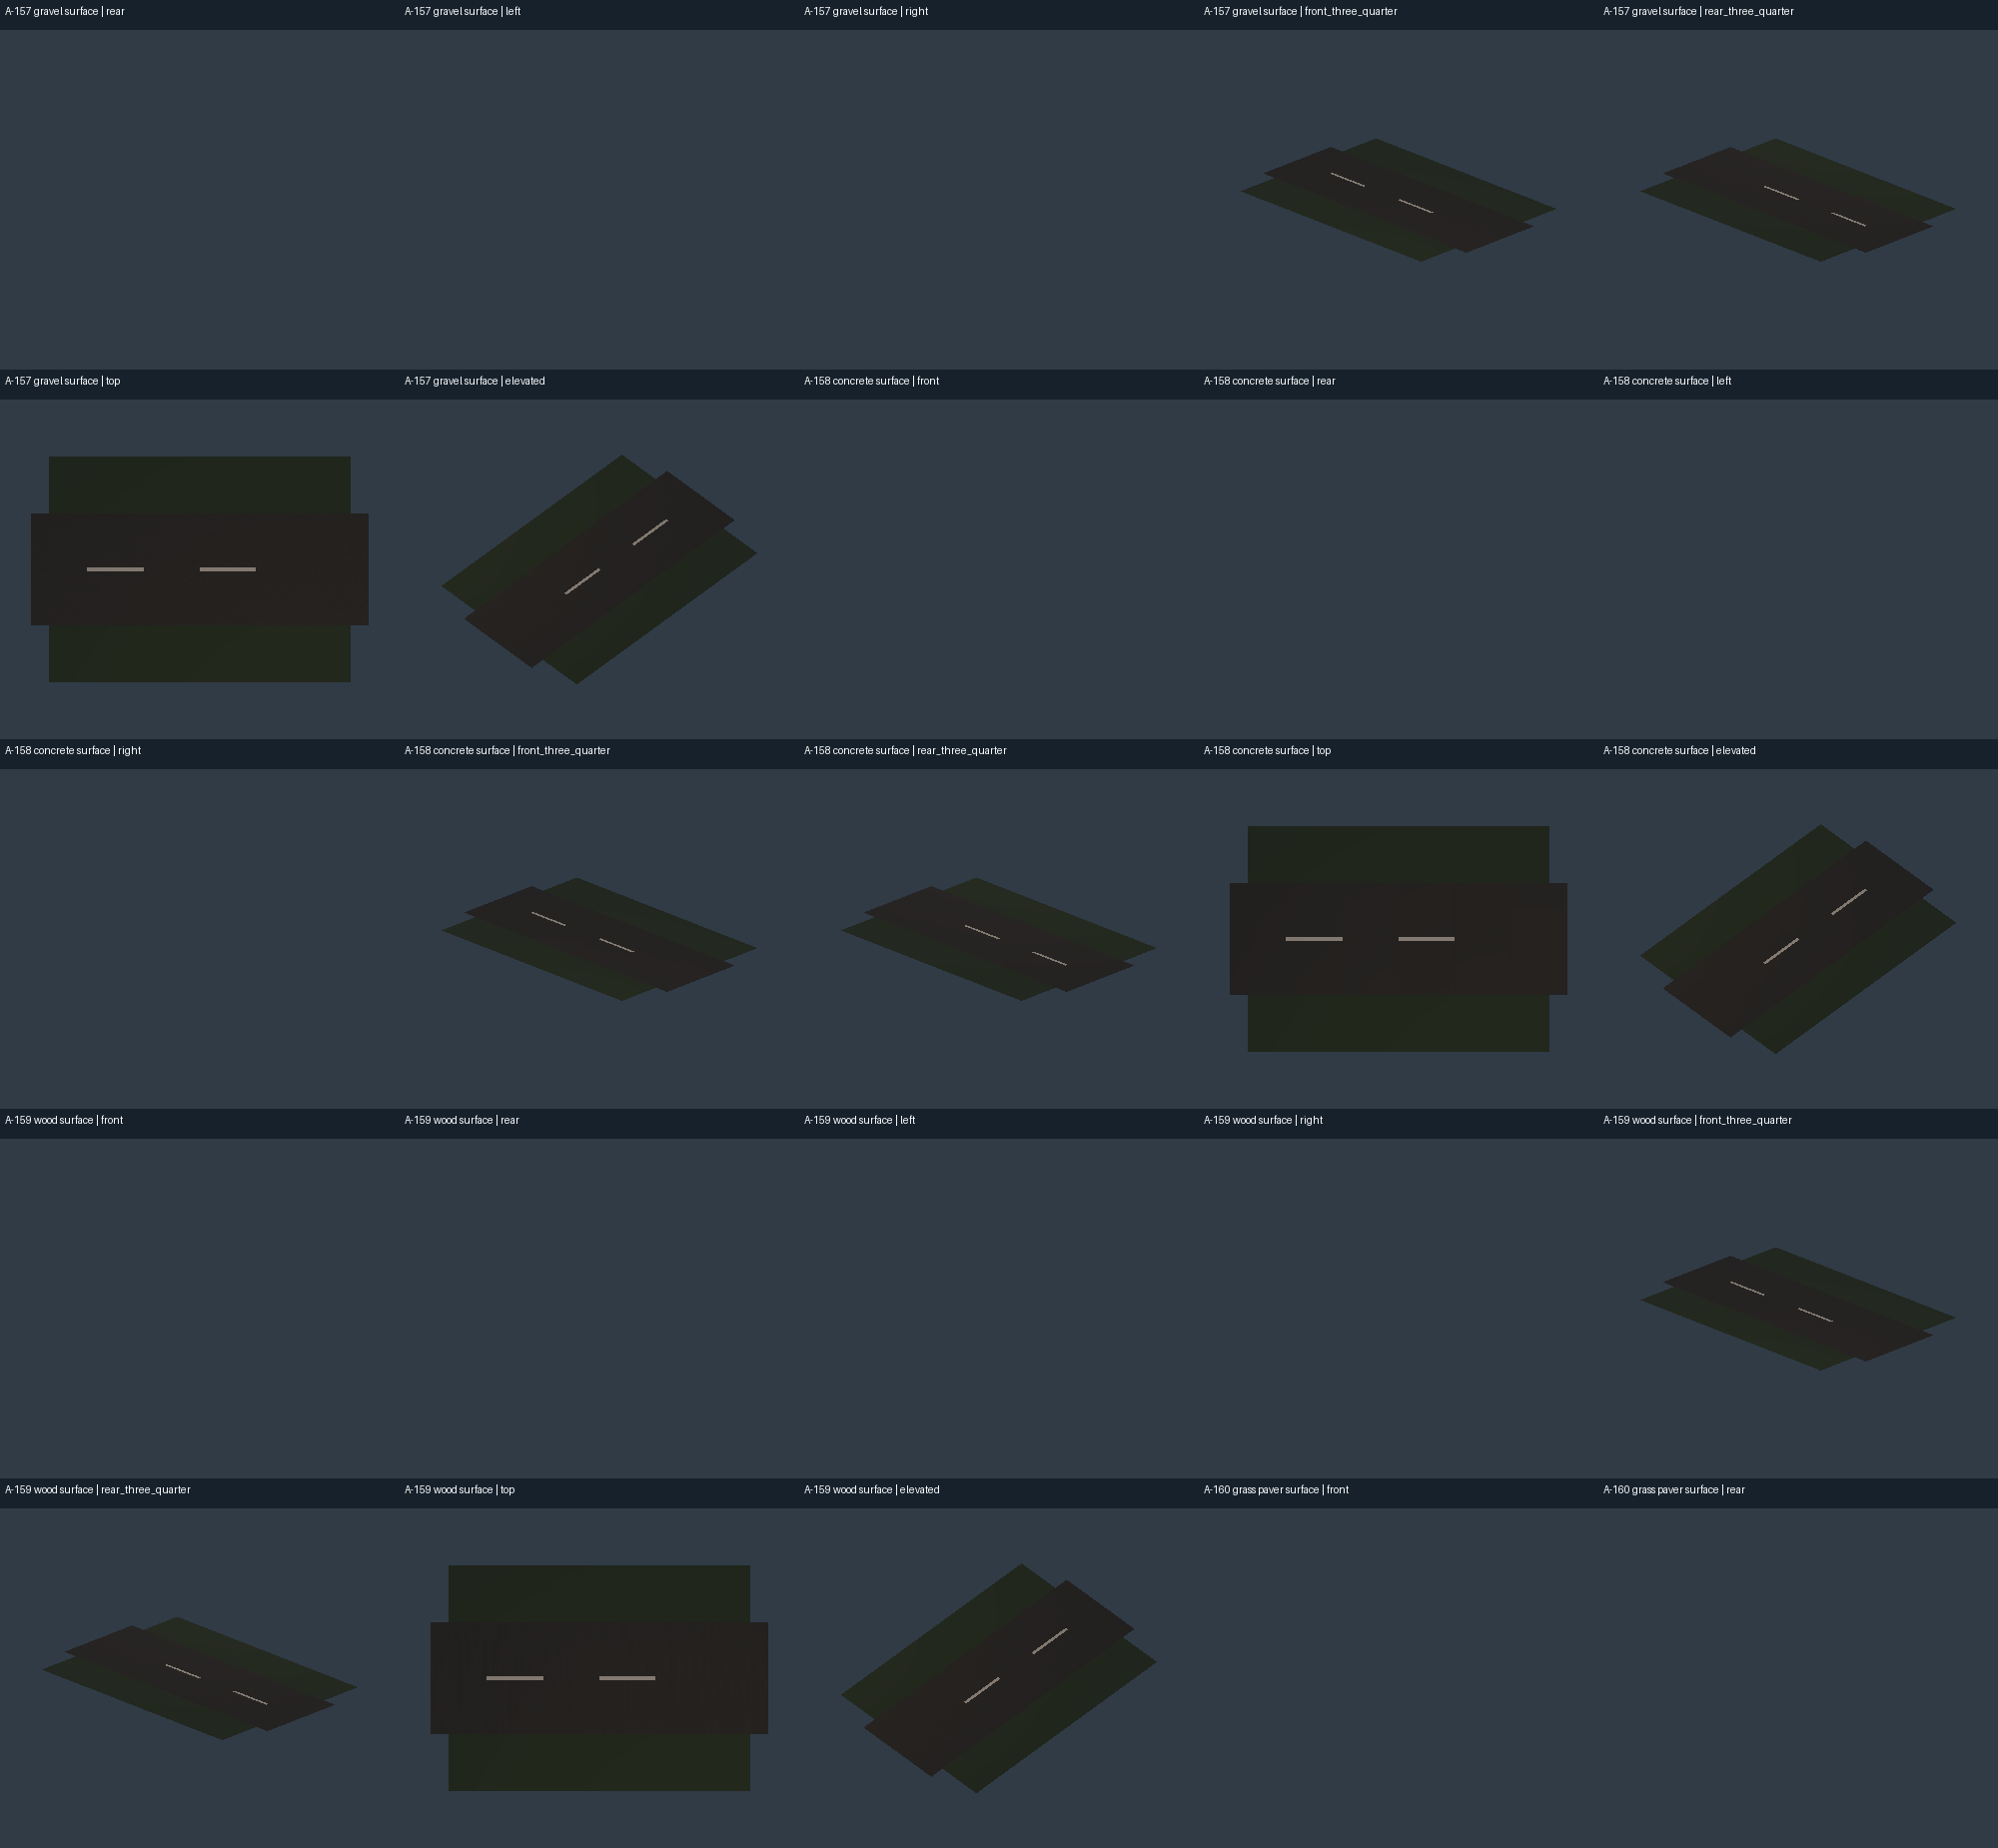 A-157 gravel surface | rear
A-157 gravel surface | left
A-157 gravel surface | right
A-157 gravel surface | front_three_quarter
A-157 gravel surface | rear_three_quarter
A-157 gravel surface | top
A-157 gravel surface | elevated
A-158 concrete surface | front
A-158 concrete surface | rear
A-158 concrete surface | left
A-158 concrete surface | right
A-158 concrete surface | front_three_quarter
A-158 concrete surface | rear_three_quarter
A-158 concrete surface | top
A-158 concrete surface | elevated
A-159 wood surface | front
A-159 wood surface | rear
A-159 wood surface | left
A-159 wood surface | right
A-159 wood surface | front_three_quarter
A-159 wood surface | rear_three_quarter
A-159 wood surface | top
A-159 wood surface | elevated
A-160 grass paver surface | front
A-160 grass paver surface | rear